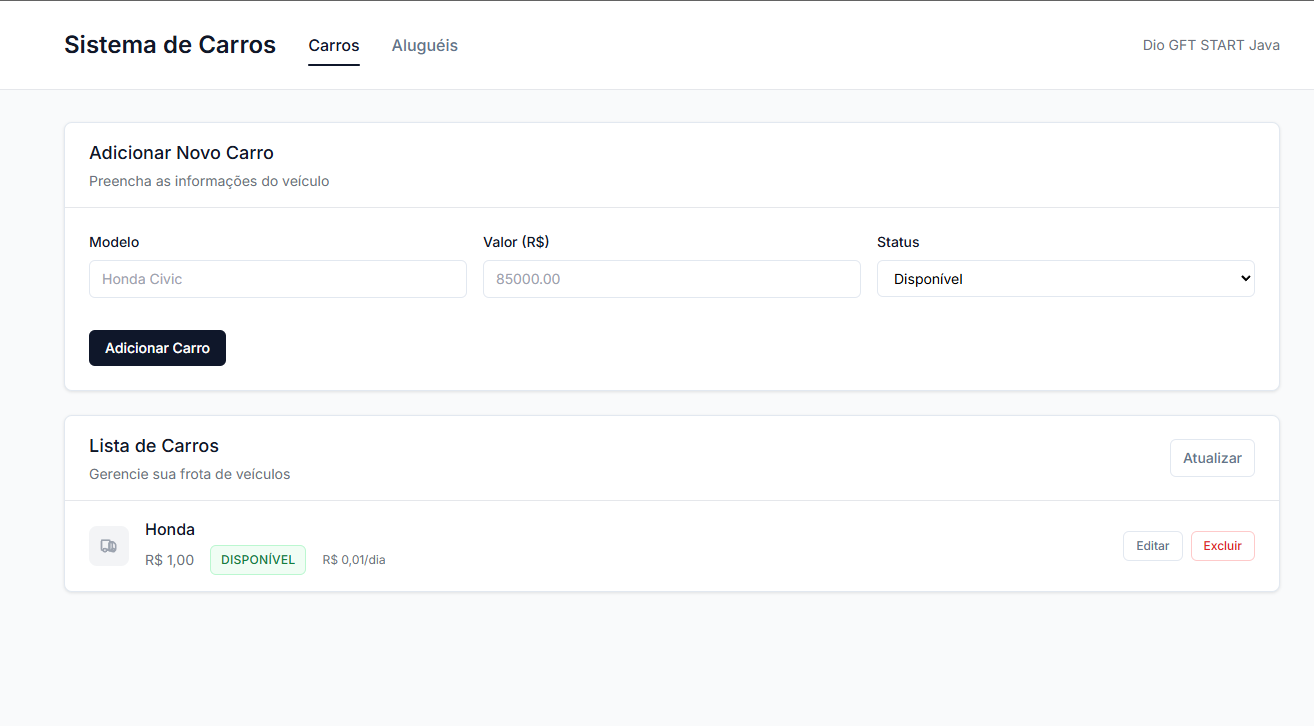 Sistema de Carros Carros Aluguéis Dio GFT START Java
Adicionar Novo Carro
Preencha as informações do veículo
Modelo Valor (R$) Status
Honda Civic 85000.00 Disponível
Adicionar Carro
Lista de Carros
Gerencie sua frota de veículos
Atualizar
Honda
R$ 1,00 DISPONÍVEL R$ 0,01/dia
Editar Excluir